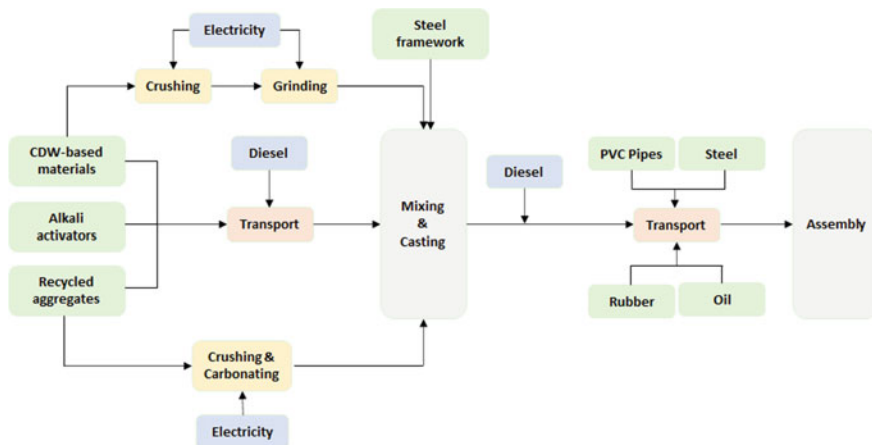 Electricity
Steel
framework
Crushing
Grinding
CDW-based
materials
Diesel
Alkali
activators
Transport
Recycled
aggregates
Crushing &
Carbonating
Electricity
Mixing
&
Casting
Diesel
PVC Pipes
Steel
Transport
Rubber
Oil
Assembly